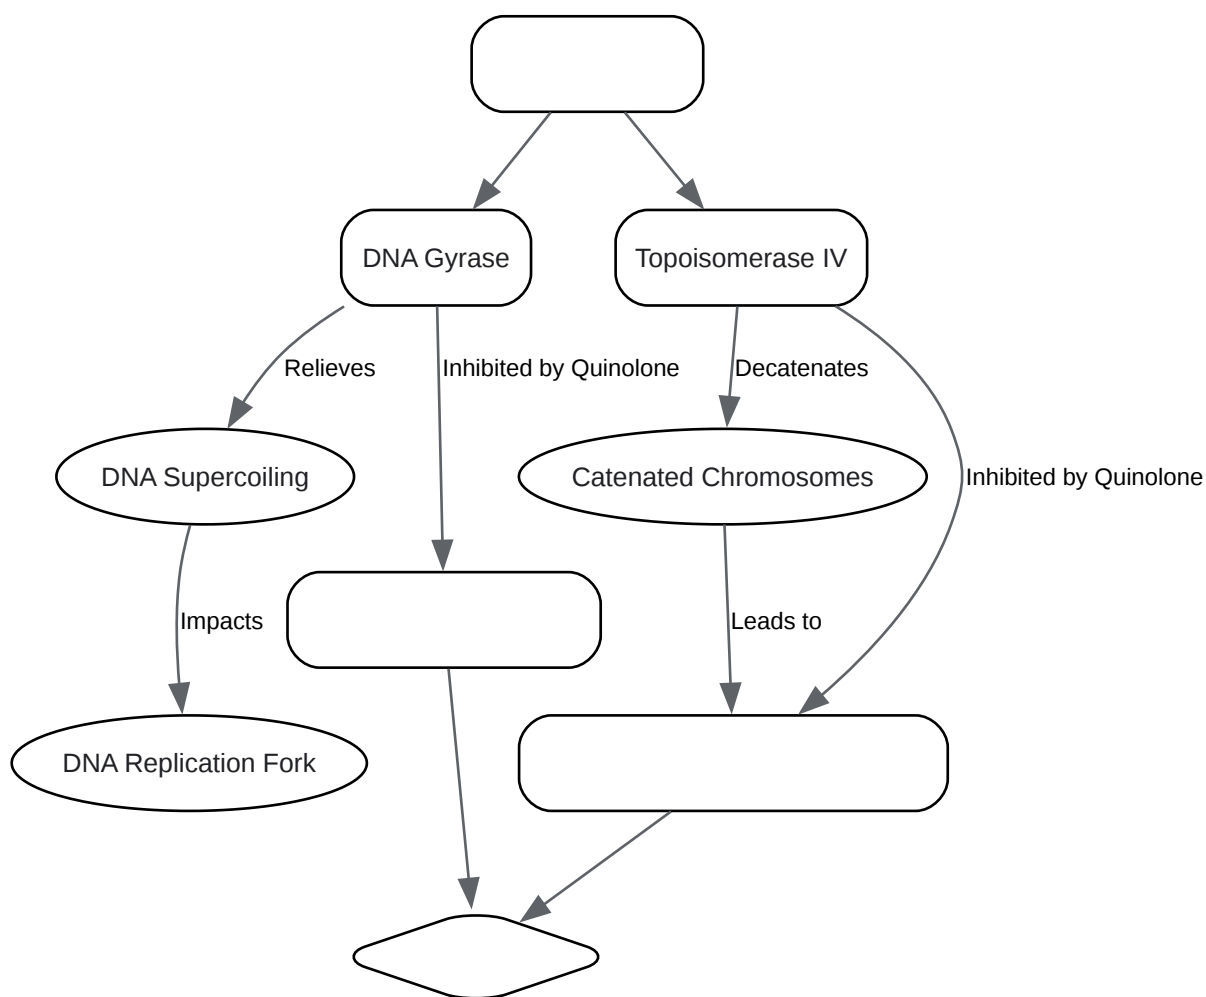 DNA Gyrase
Topoisomerase IV
Relieves
Inhibited by Quinolone
Decatenates
DNA Supercoiling
Catenated Chromosomes
Inhibited by Quinolone
Impacts
Leads to
DNA Replication Fork